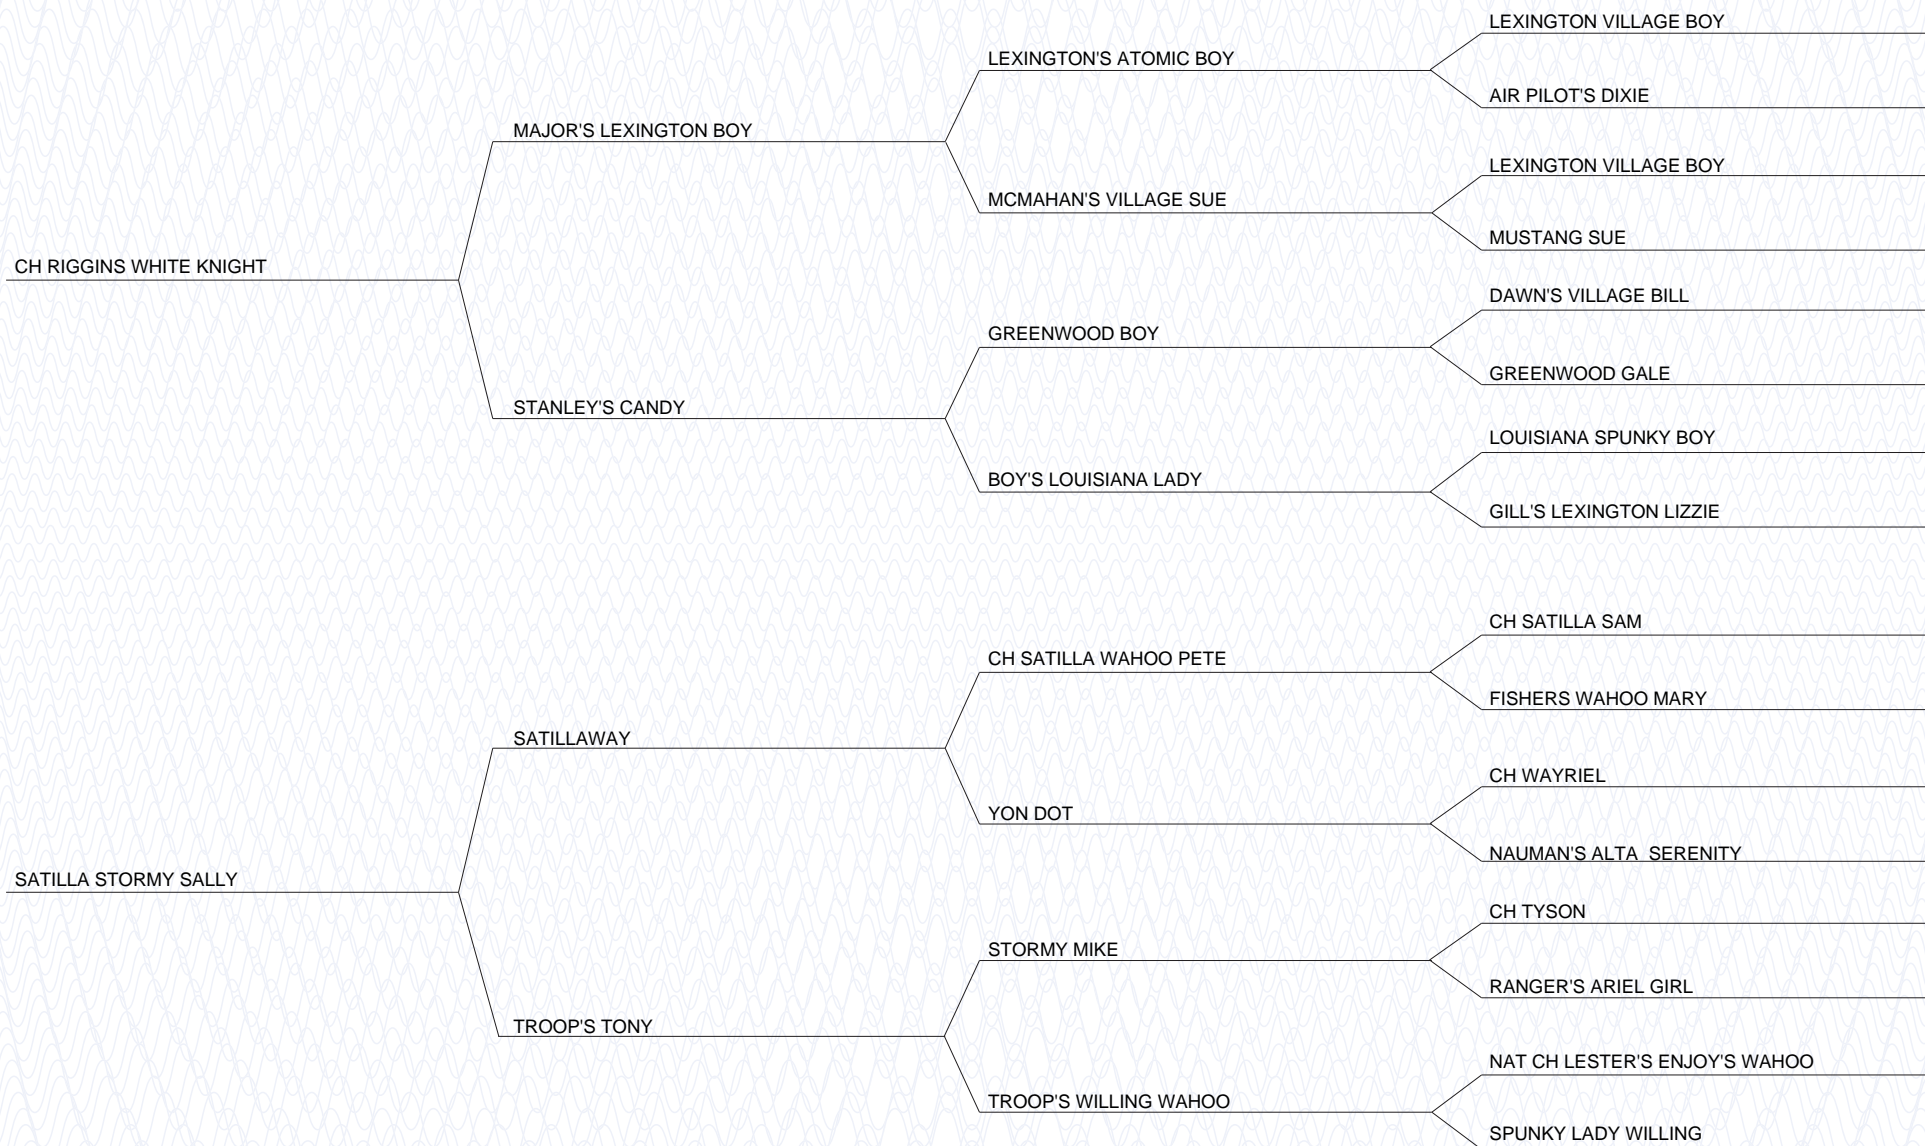 LEXINGTON VILLAGE BOY
LEXINGTON'S ATOMIC BOY
AIR PILOT'S DIXIE
MAJOR'S LEXINGTON BOY
LEXINGTON VILLAGE BOY
MCMAHAN'S VILLAGE SUE
MUSTANG SUE
CH RIGGINS WHITE KNIGHT
DAWN'S VILLAGE BILL
GREENWOOD BOY
GREENWOOD GALE
STANLEY'S CANDY
LOUISIANA SPUNKY BOY
BOY'S LOUISIANA LADY
GILL'S LEXINGTON LIZZIE
CH SATILLA SAM
CH SATILLA WAHOO PETE
FISHERS WAHOO MARY
SATILLAWAY
CH WAYRIEL
YON DOT
NAUMAN'S ALTA  SERENITY
SATILLA STORMY SALLY
CH TYSON
STORMY MIKE
RANGER'S ARIEL GIRL
TROOP'S TONY
NAT CH LESTER'S ENJOY'S WAHOO
TROOP'S WILLING WAHOO
SPUNKY LADY WILLING